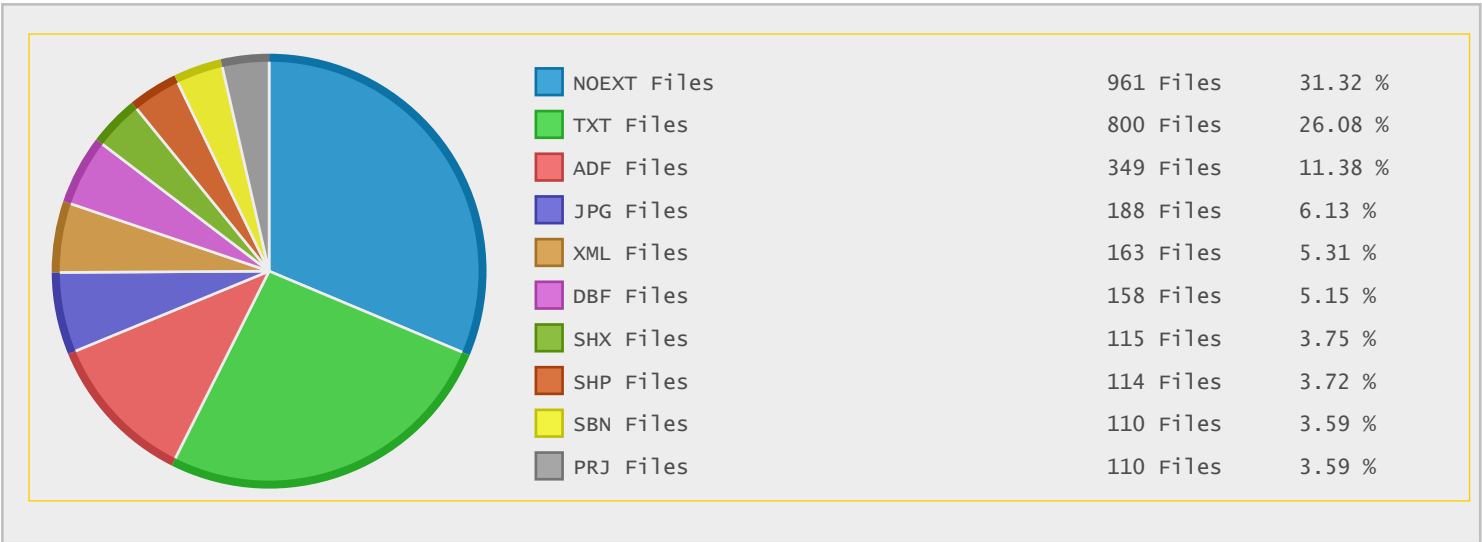 NOEXT Files 961 Files 31.32 %
TXT Files 800 Files 26.08 %
ADF Files 349 Files 11.38 %
JPG Files 188 Files 6.13 %
XML Files 163 Files 5.31 %
DBF Files 158 Files 5.15 %
SHX Files 115 Files 3.75 %
SHP Files 114 Files 3.72 %
SBN Files 110 Files 3.59 %
PRJ Files 110 Files 3.59 %